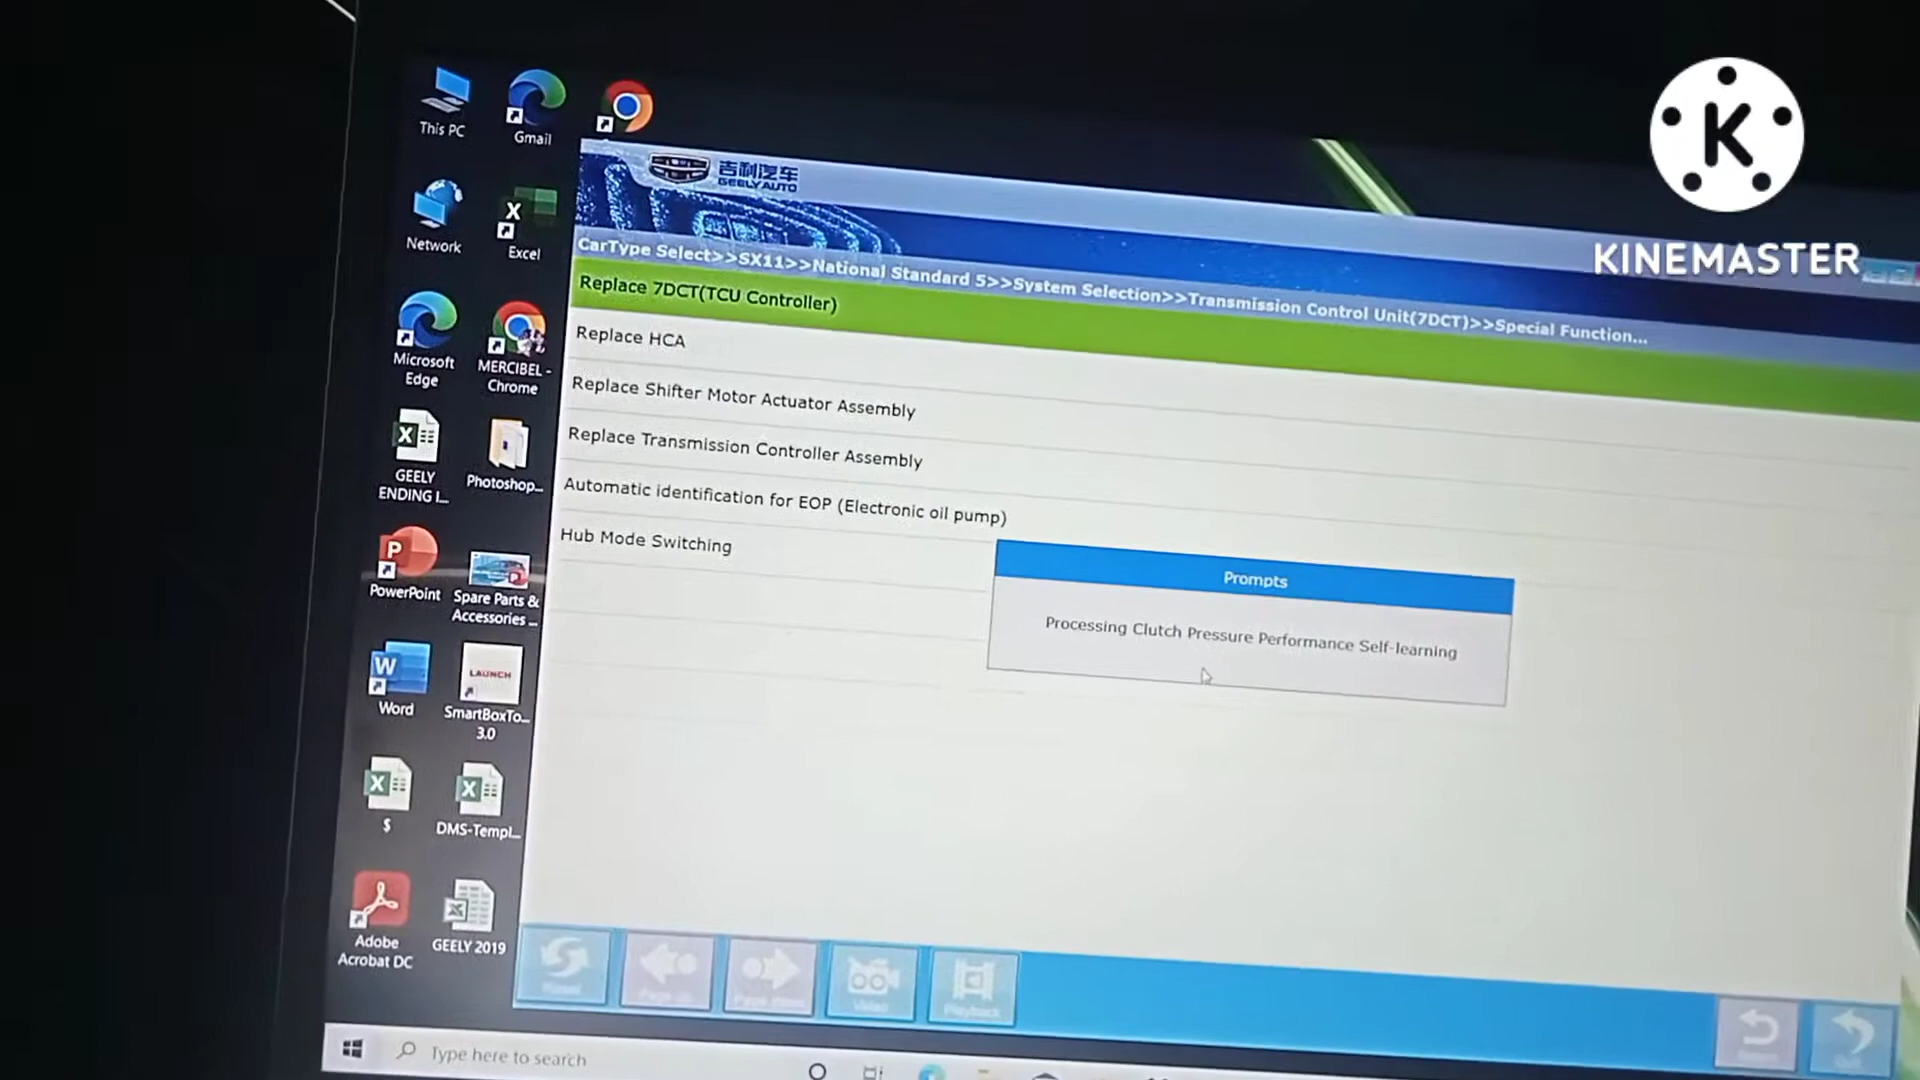 This PC
Gmail
Network
Excel
Microsoft
Edge
MERCIBEL -
Chrome
GEELY
ENDING I...
Photoshop...
PowerPoint
Spare Parts &
Accessories ...
Word
LAUNCH
SmartBoxTo...
3.0
$
DMS-Templ...
Adobe
Acrobat DC
GEELY 2019
吉利汽车
GEELY AUTO
CarType Select>>SX11>>National Standard 5>>System Selection>>Transmission Control Unit(7DCT)>>Special Function...
Replace 7DCT(TCU Controller)
Replace HCA
Replace Shifter Motor Actuator Assembly
Replace Transmission Controller Assembly
Automatic identification for EOP (Electronic oil pump)
Hub Mode Switching
Prompts
Processing Clutch Pressure Performance Self-learning
Video
Playback
Type here to search
K
KINEMASTER